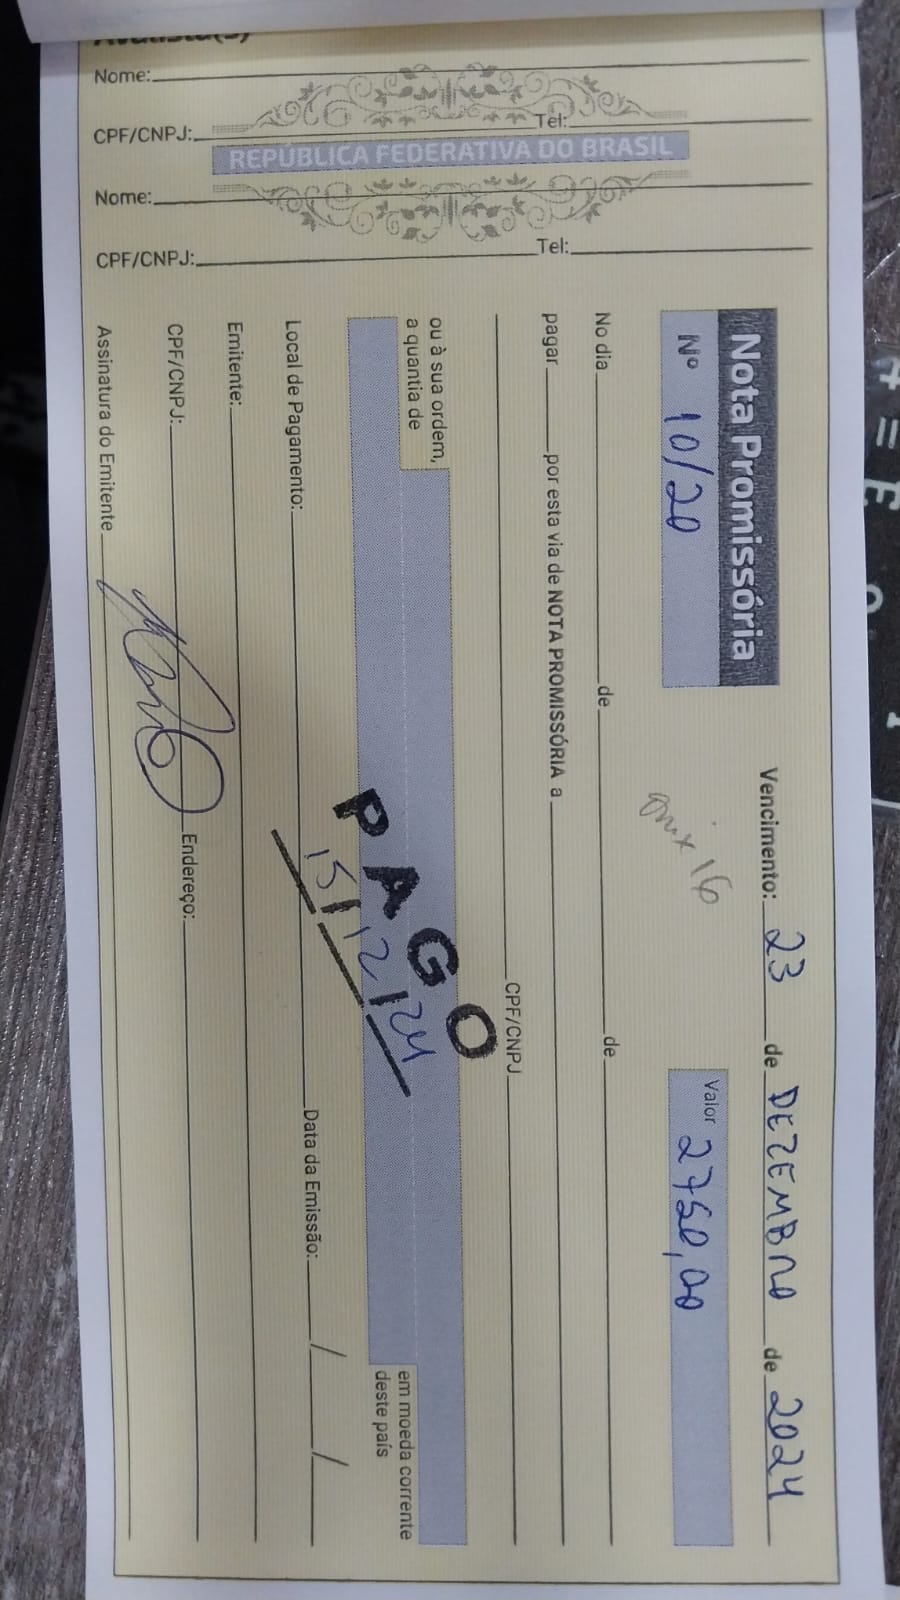 Avalista(s)
Nome:
CPF/CNPJ: Tel:
REPÚBLICA FEDERATIVA DO BRASIL
Nome:
CPF/CNPJ: Tel:
Nota Promissória
Vencimento: 23 de DEZEMBRO de 2024
Nº 10/20
Valor 2750,00
onix 16
No dia de de
pagar por esta via de NOTA PROMISSÓRIA a
CPF/CNPJ
ou à sua ordem,
a quantia de
em moeda corrente
deste país
PAGO
15/12/24
Local de Pagamento: Data da Emissão: / /
Emitente:
CPF/CNPJ: Endereço:
Assinatura do Emitente